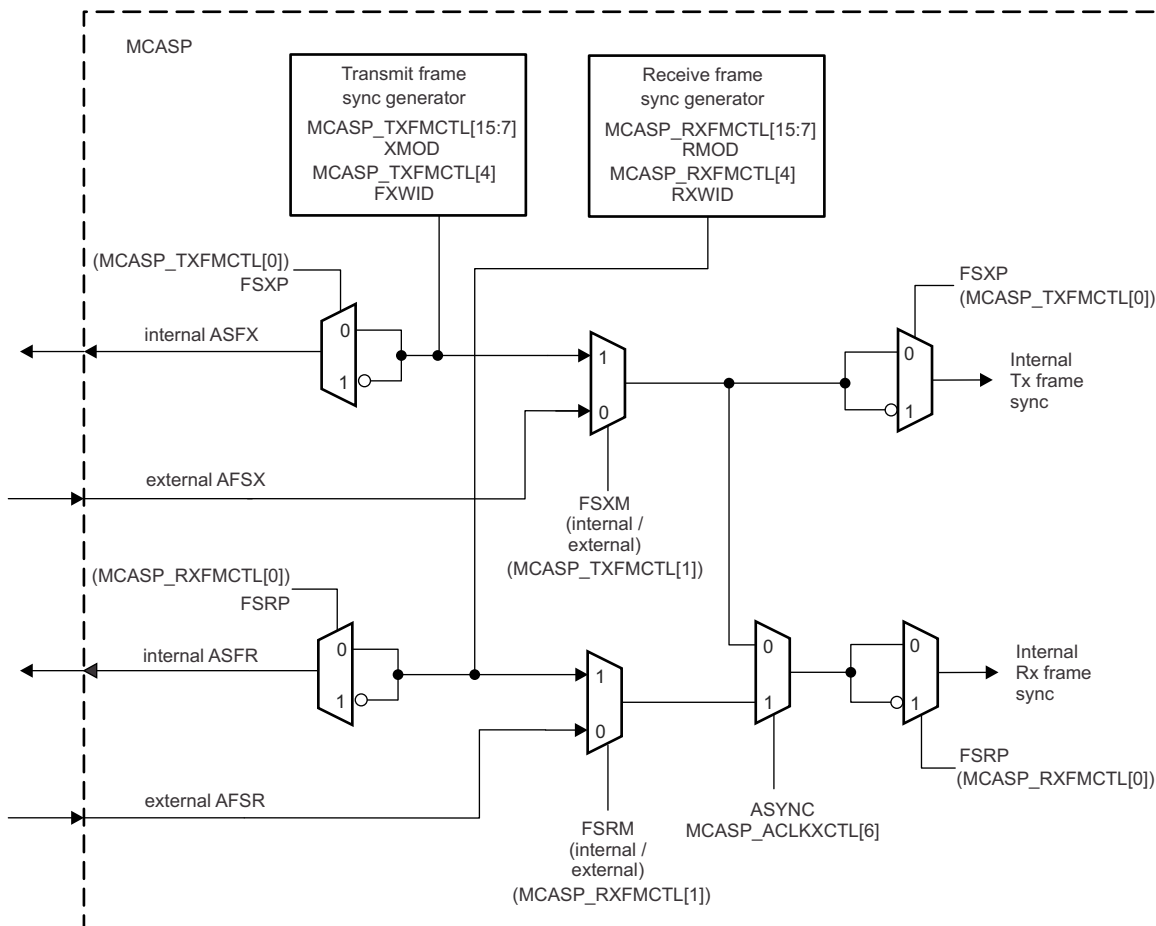 MCASP
Transmit frame
sync generator
MCASP_TXFMCTL[15:7]
XMOD
MCASP_TXFMCTL[4]
FXWID
Receive frame
sync generator
MCASP_RXFMCTL[15:7]
RMOD
MCASP_RXFMCTL[4]
RXWID
(MCASP_TXFMCTL[0])
FSXP
internal ASFX
0
1
1
0
FSXP
(MCASP_TXFMCTL[0])
0
1
Internal
Tx frame
sync
external AFSX
FSXM
(internal /
external)
(MCASP_TXFMCTL[1])
(MCASP_RXFMCTL[0])
FSRP
internal ASFR
0
1
1
0
0
1
0
1
Internal
Rx frame
sync
FSRP
(MCASP_RXFMCTL[0])
external AFSR
FSRM
(internal /
external)
(MCASP_RXFMCTL[1])
ASYNC
MCASP_ACLKXCTL[6]